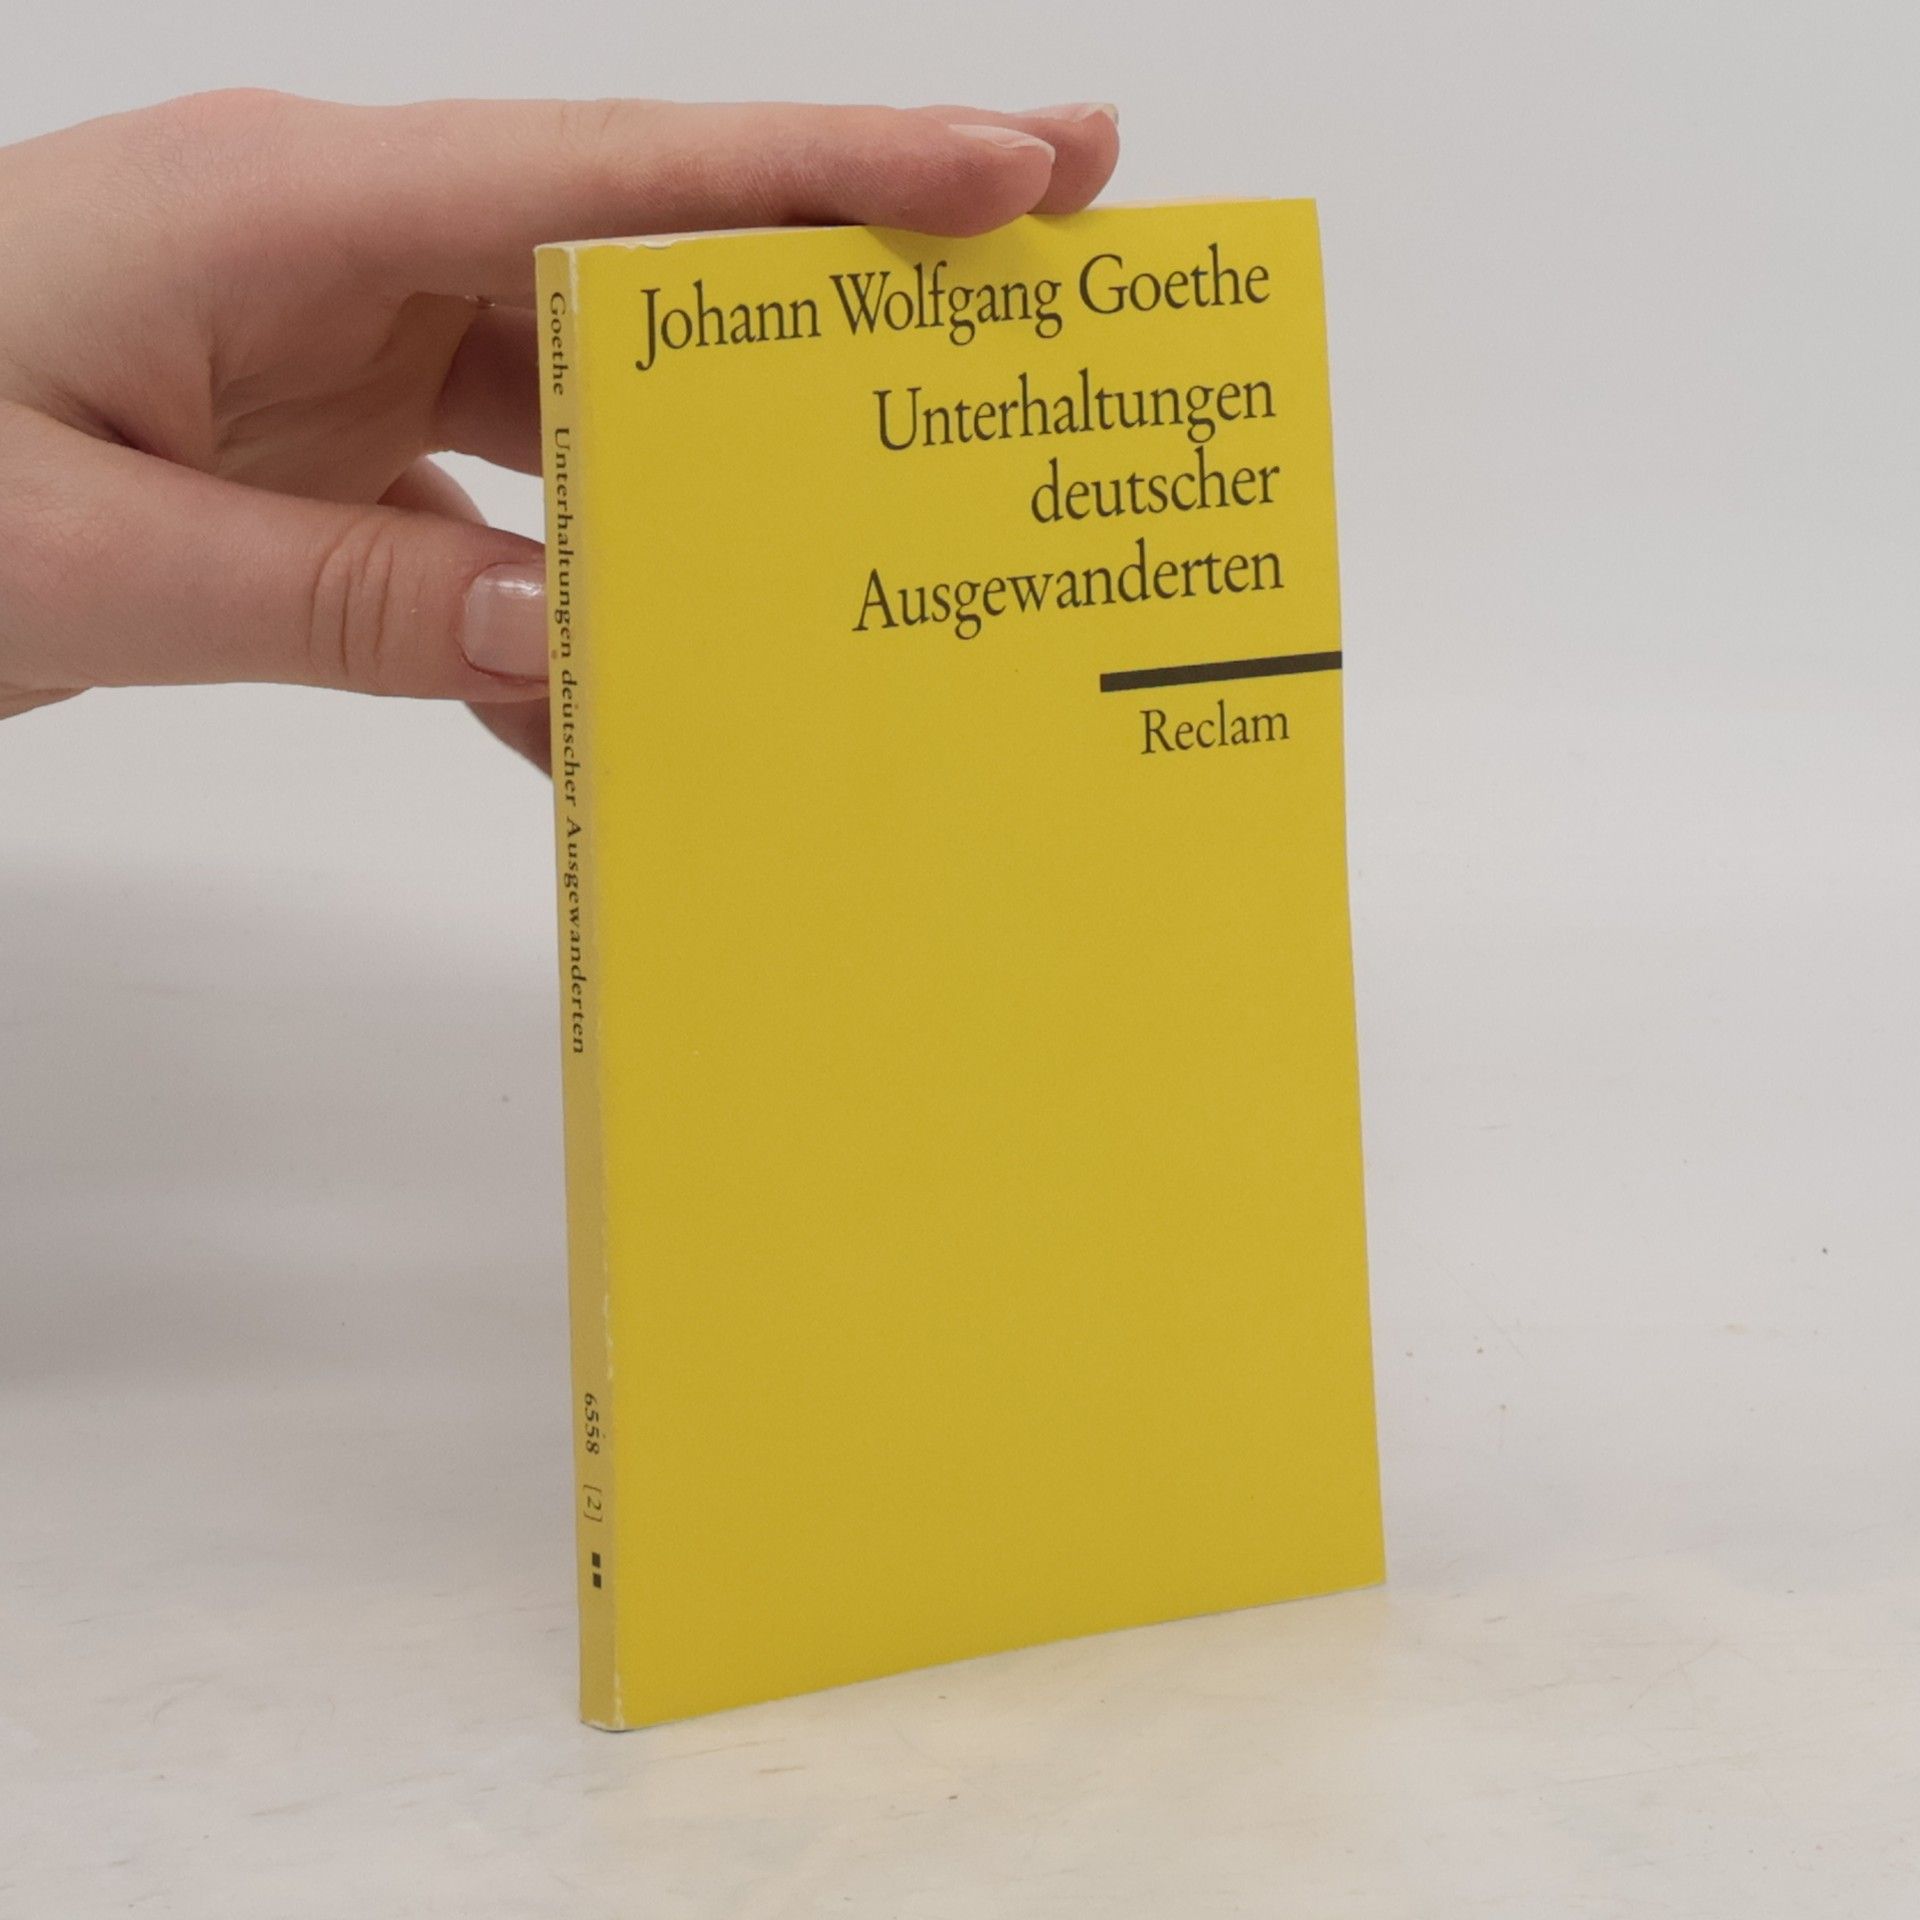 Johann Wolfgang Goethe
Unterhaltungen
deutscher
Ausgewanderten
Reclam
Goethe Unterhaltungen deutscher Ausgewanderten
6558 [2]